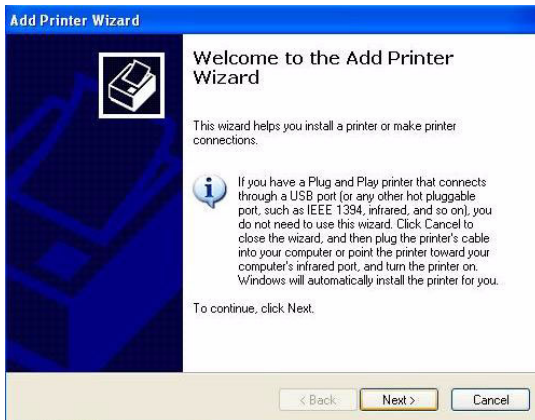 Add Printer Wizard
Welcome to the Add Printer
Wizard
This wizard helps you install a printer or make printer
connections.
If you have a Plug and Play printer that connects
through a USB port (or any other hot pluggable
port, such as IEEE 1394, infrared, and so on), you
do not need to use this wizard. Click Cancel to
close the wizard, and then plug the printer's cable
into your computer or point the printer toward your
computer's infrared port, and turn the printer on.
Windows will automatically install the printer for you.
To continue, click Next.
< Back Next > Cancel